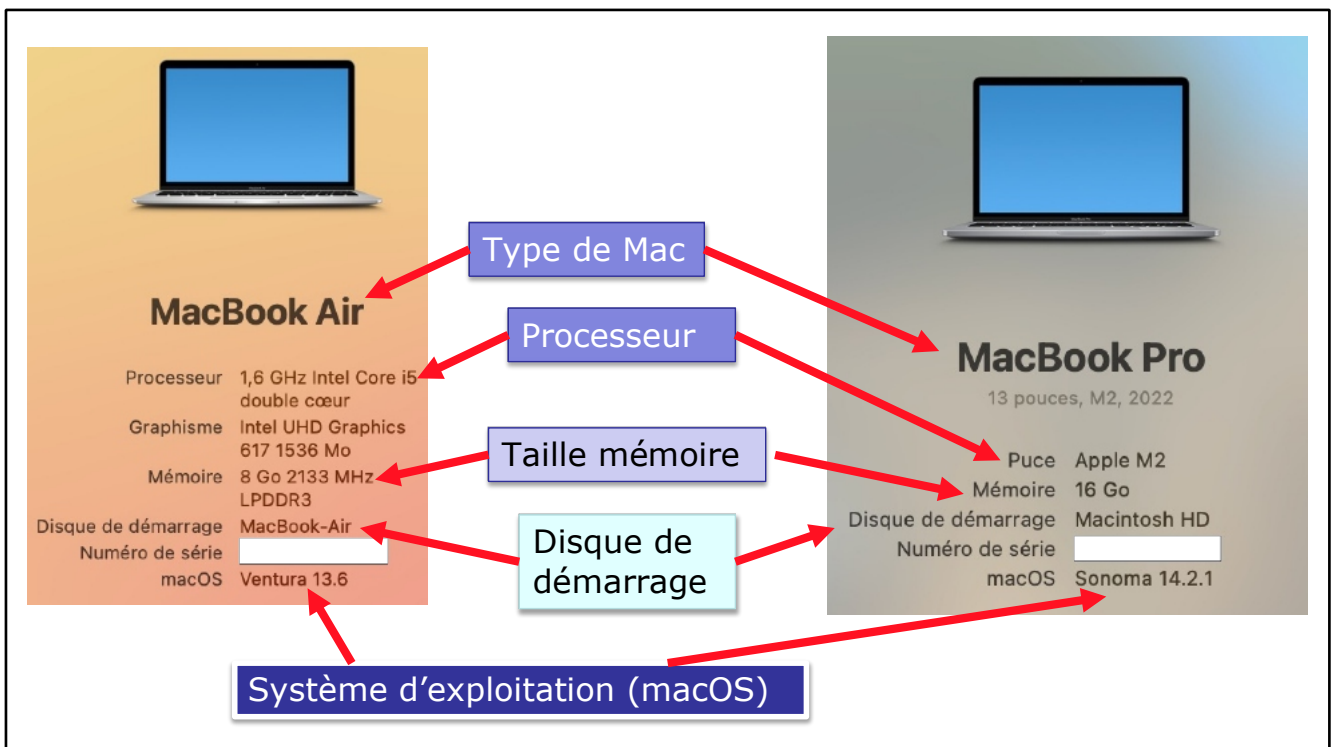 MacBook Air
Processeur 1,6 GHz Intel Core i5
double cœur
Graphisme Intel UHD Graphics
617 1536 Mo
Mémoire 8 Go 2133 MHz
LPDDR3
Disque de démarrage MacBook-Air
Numéro de série
macOS Ventura 13.6
Type de Mac
Processeur
Taille mémoire
Disque de
démarrage
Système d’exploitation (macOS)
MacBook Pro
13 pouces, M2, 2022
Puce Apple M2
Mémoire 16 Go
Disque de démarrage Macintosh HD
Numéro de série
macOS Sonoma 14.2.1